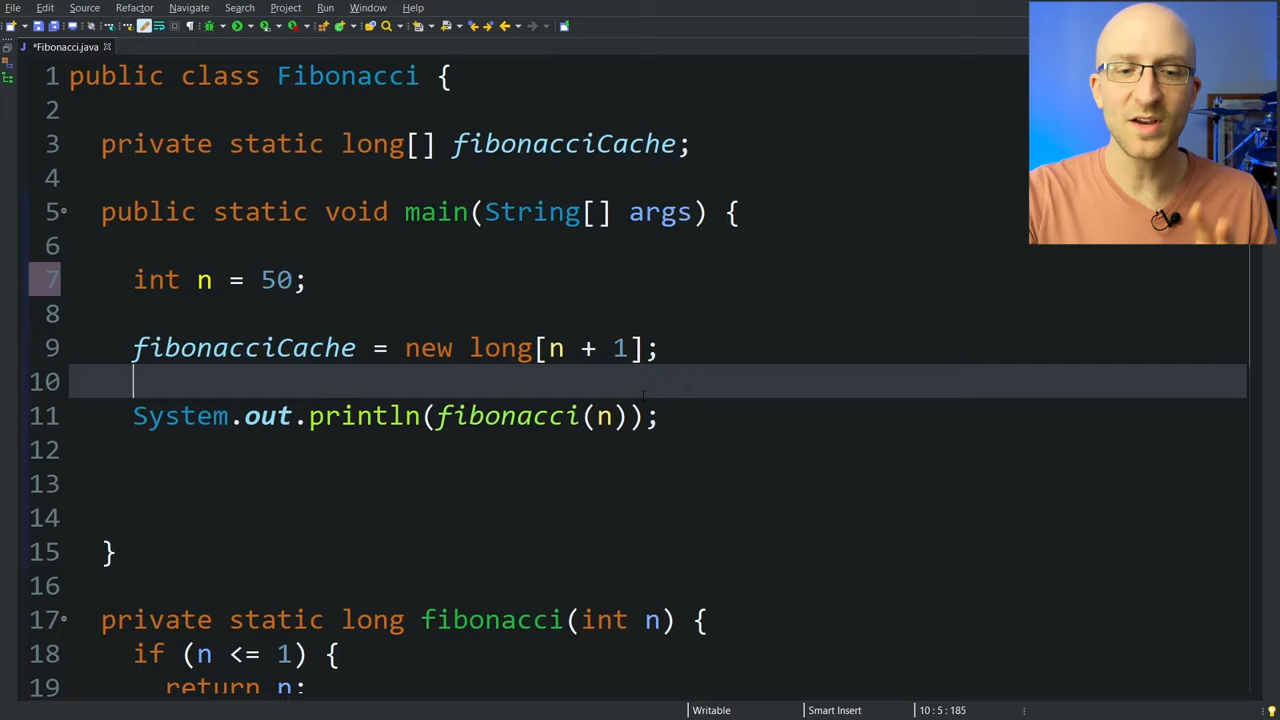 File Edit Source Refactor Navigate Search Project Run Window Help
*Fibonacci.java
1 public class Fibonacci {
2
3 private static long[] fibonacciCache;
4
5 public static void main(String[] args) {
6
7 int n = 50;
8
9 fibonacciCache = new long[n + 1];
10
11 System.out.println(fibonacci(n));
12
13
14
15 }
16
17 private static long fibonacci(int n) {
18 if (n <= 1) {
19 return n;
Writable Smart Insert 10 : 5 : 185